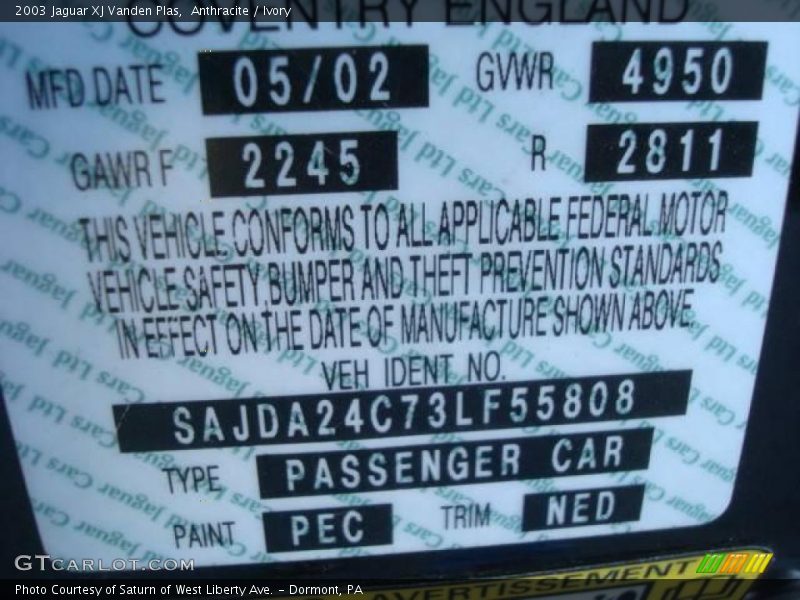 2003 Jaguar XJ Vanden Plas, Anthracite / Ivory
COVENTRY ENGLAND
MFD DATE 05/02 GVWR 4950
GAWR F 2245 R 2811
THIS VEHICLE CONFORMS TO ALL APPLICABLE FEDERAL MOTOR
VEHICLE SAFETY, BUMPER AND THEFT PREVENTION STANDARDS
IN EFFECT ON THE DATE OF MANUFACTURE SHOWN ABOVE.
VEH IDENT NO.
SAJDA24C73LF55808
TYPE PASSENGER CAR
PAINT PEC TRIM NED
GTCARLOT.COM
AVERTISSEMENT
Photo Courtesy of Saturn of West Liberty Ave. - Dormont, PA